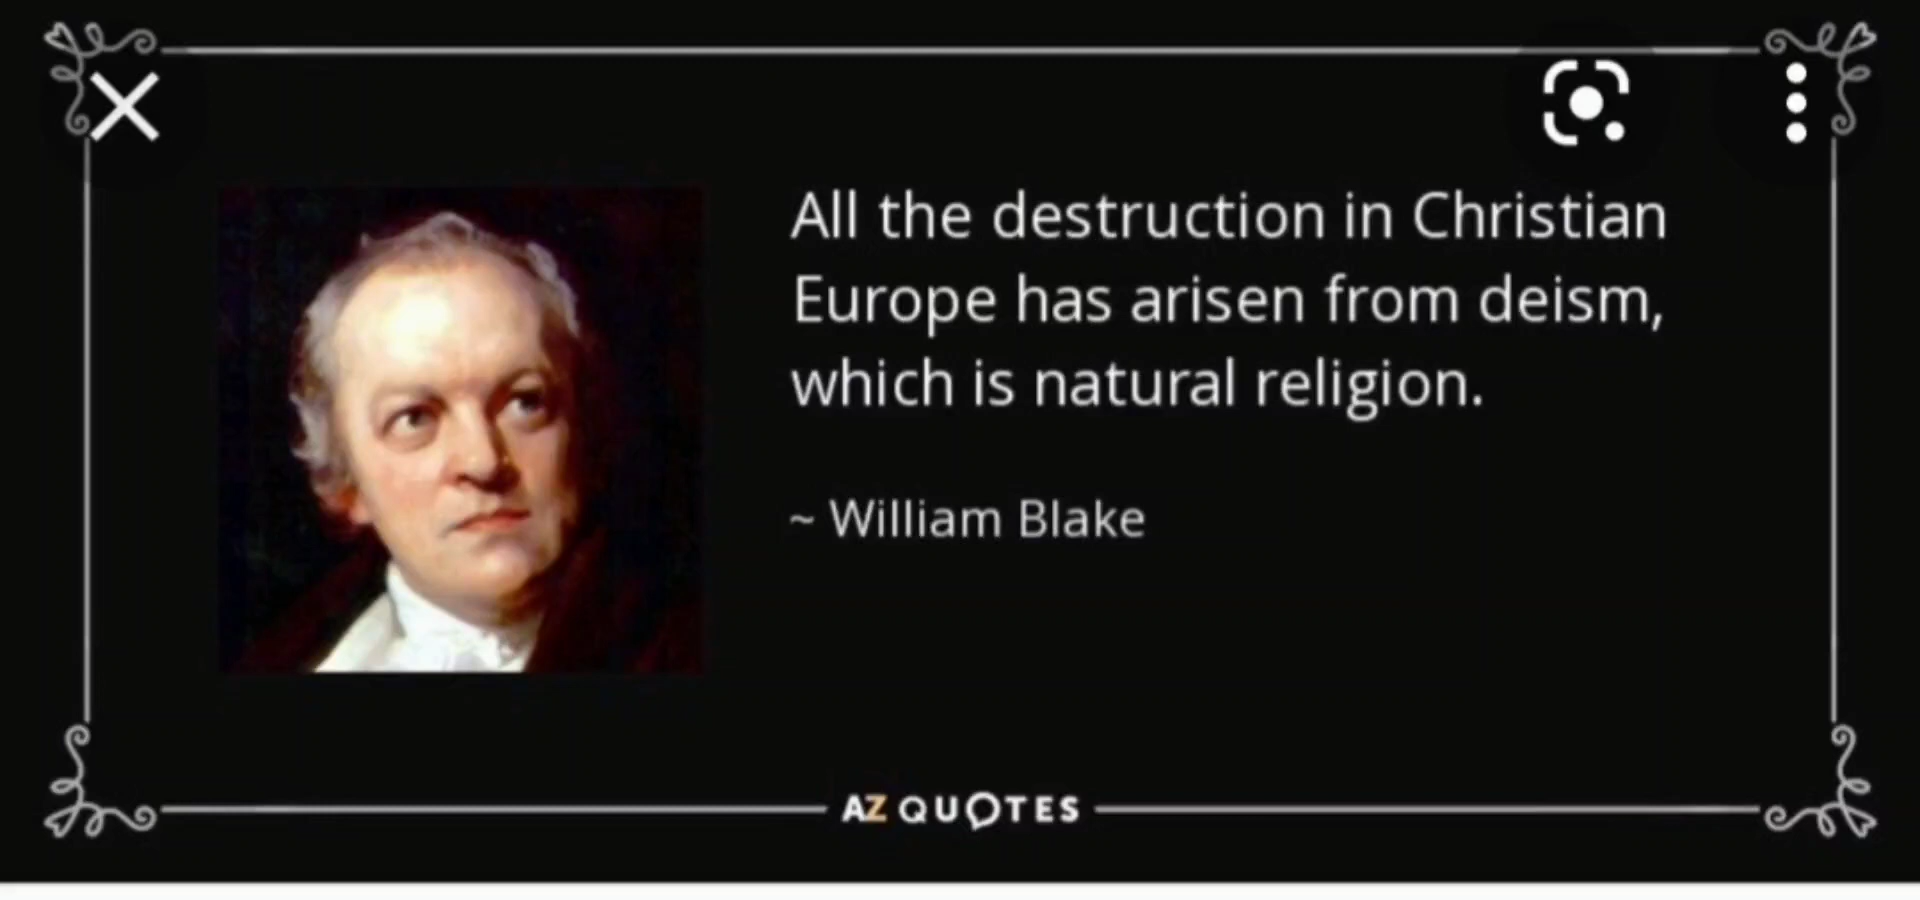 All the destruction in Christian
Europe has arisen from deism,
which is natural religion.
~ William Blake
AZ QUOTES